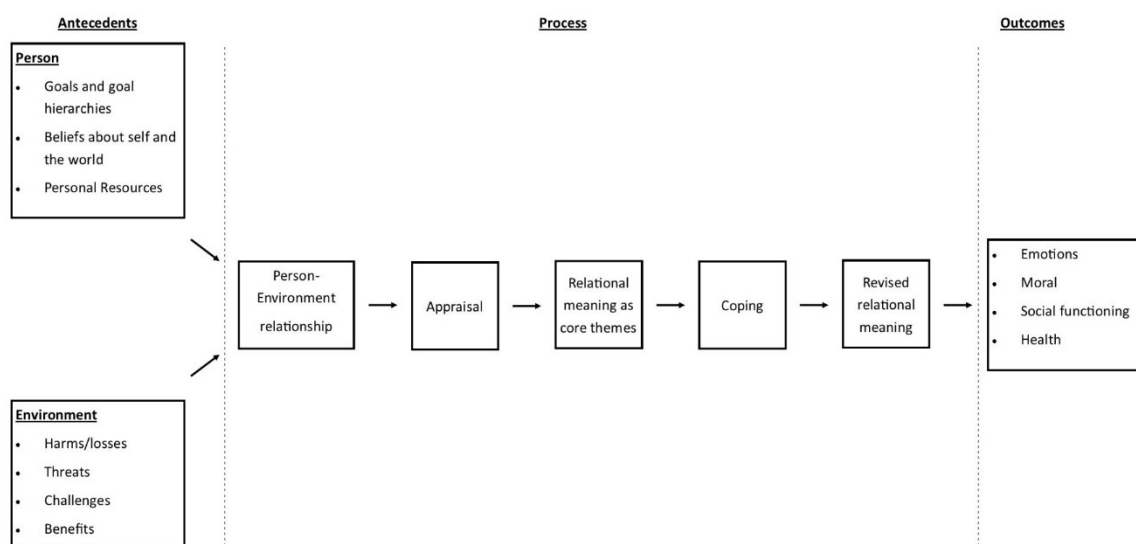 Antecedents
Process
Outcomes
Person
• Goals and goal
hierarchies
• Beliefs about self and
the world
• Personal Resources
Person-
Environment
relationship
Appraisal
Relational
meaning as
core themes
Coping
Revised
relational
meaning
• Emotions
• Moral
• Social functioning
• Health
Environment
• Harms/losses
• Threats
• Challenges
• Benefits